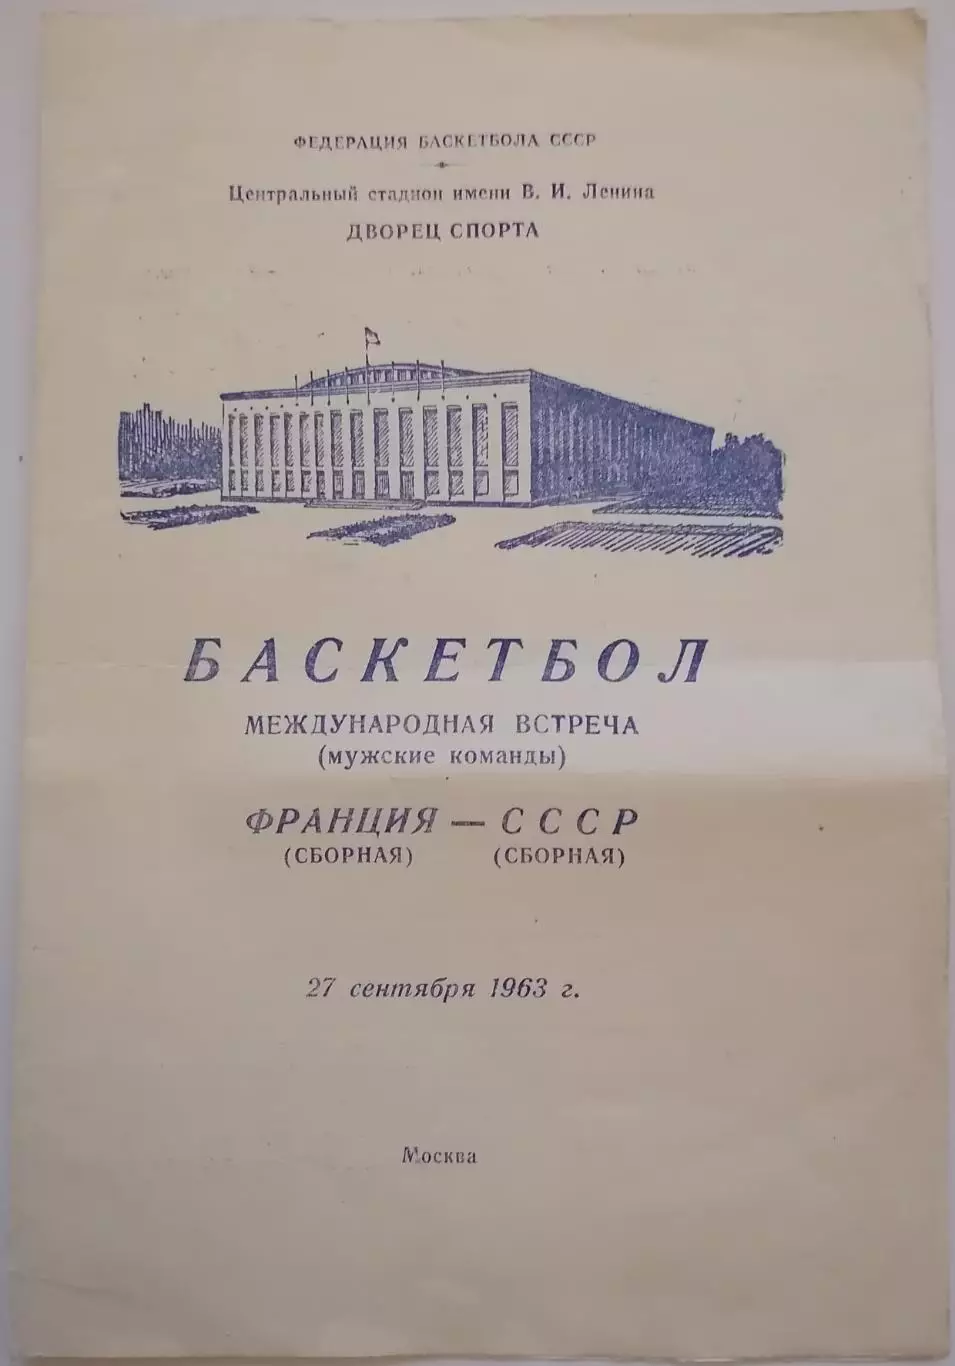 ФЕДЕРАЦИЯ БАСКЕТБОЛА СССР
Центральный стадион имени В. И. Ленина
ДВОРЕЦ СПОРТА
БАСКЕТБОЛ
МЕЖДУНАРОДНАЯ ВСТРЕЧА
(мужские команды)
ФРАНЦИЯ — СССР
(СБОРНАЯ) (СБОРНАЯ)
27 сентября 1963 г.
Москва